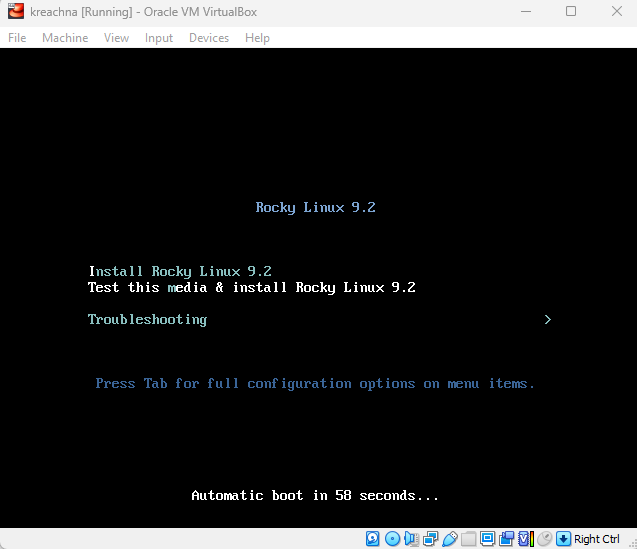 kreachna [Running] - Oracle VM VirtualBox
File Machine View Input Devices Help
Rocky Linux 9.2
Install Rocky Linux 9.2
Test this media & install Rocky Linux 9.2
Troubleshooting >
Press Tab for full configuration options on menu items.
Automatic boot in 58 seconds...
Right Ctrl